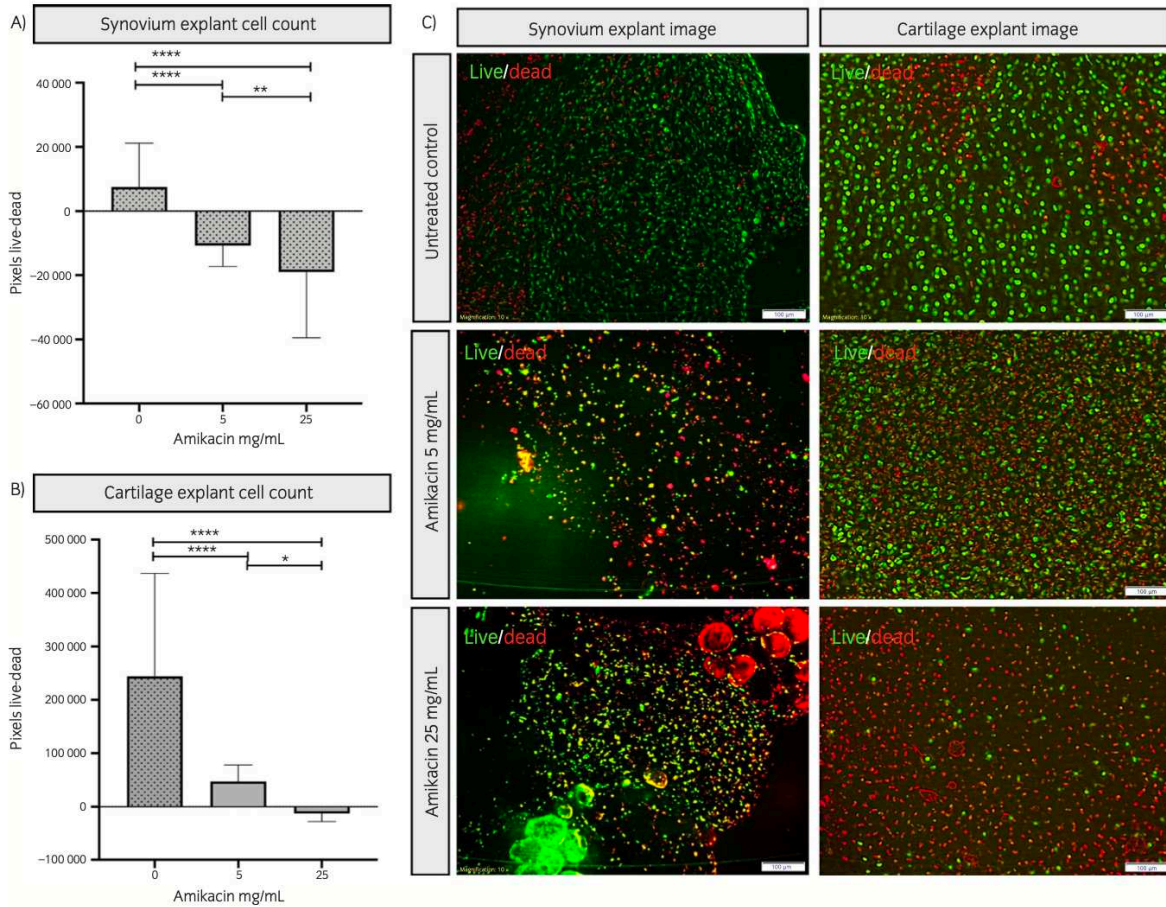 A)
Synovium explant cell count
****
****
**
40 000
20 000
0
−20 000
−40 000
−60 000
Pixels live-dead
0
5
25
Amikacin mg/mL
B)
Cartilage explant cell count
****
****
*
500 000
400 000
300 000
200 000
100 000
0
−100 000
Pixels live-dead
0
5
25
Amikacin mg/mL
C)
Synovium explant image
Cartilage explant image
Untreated control
Live/dead
Magnification: 10 x
100 µm
Live/dead
100 µm
Amikacin 5 mg/mL
Live/dead
100 µm
Live/dead
100 µm
Amikacin 25 mg/mL
Live/dead
Magnification: 10 x
100 µm
Live/dead
100 µm